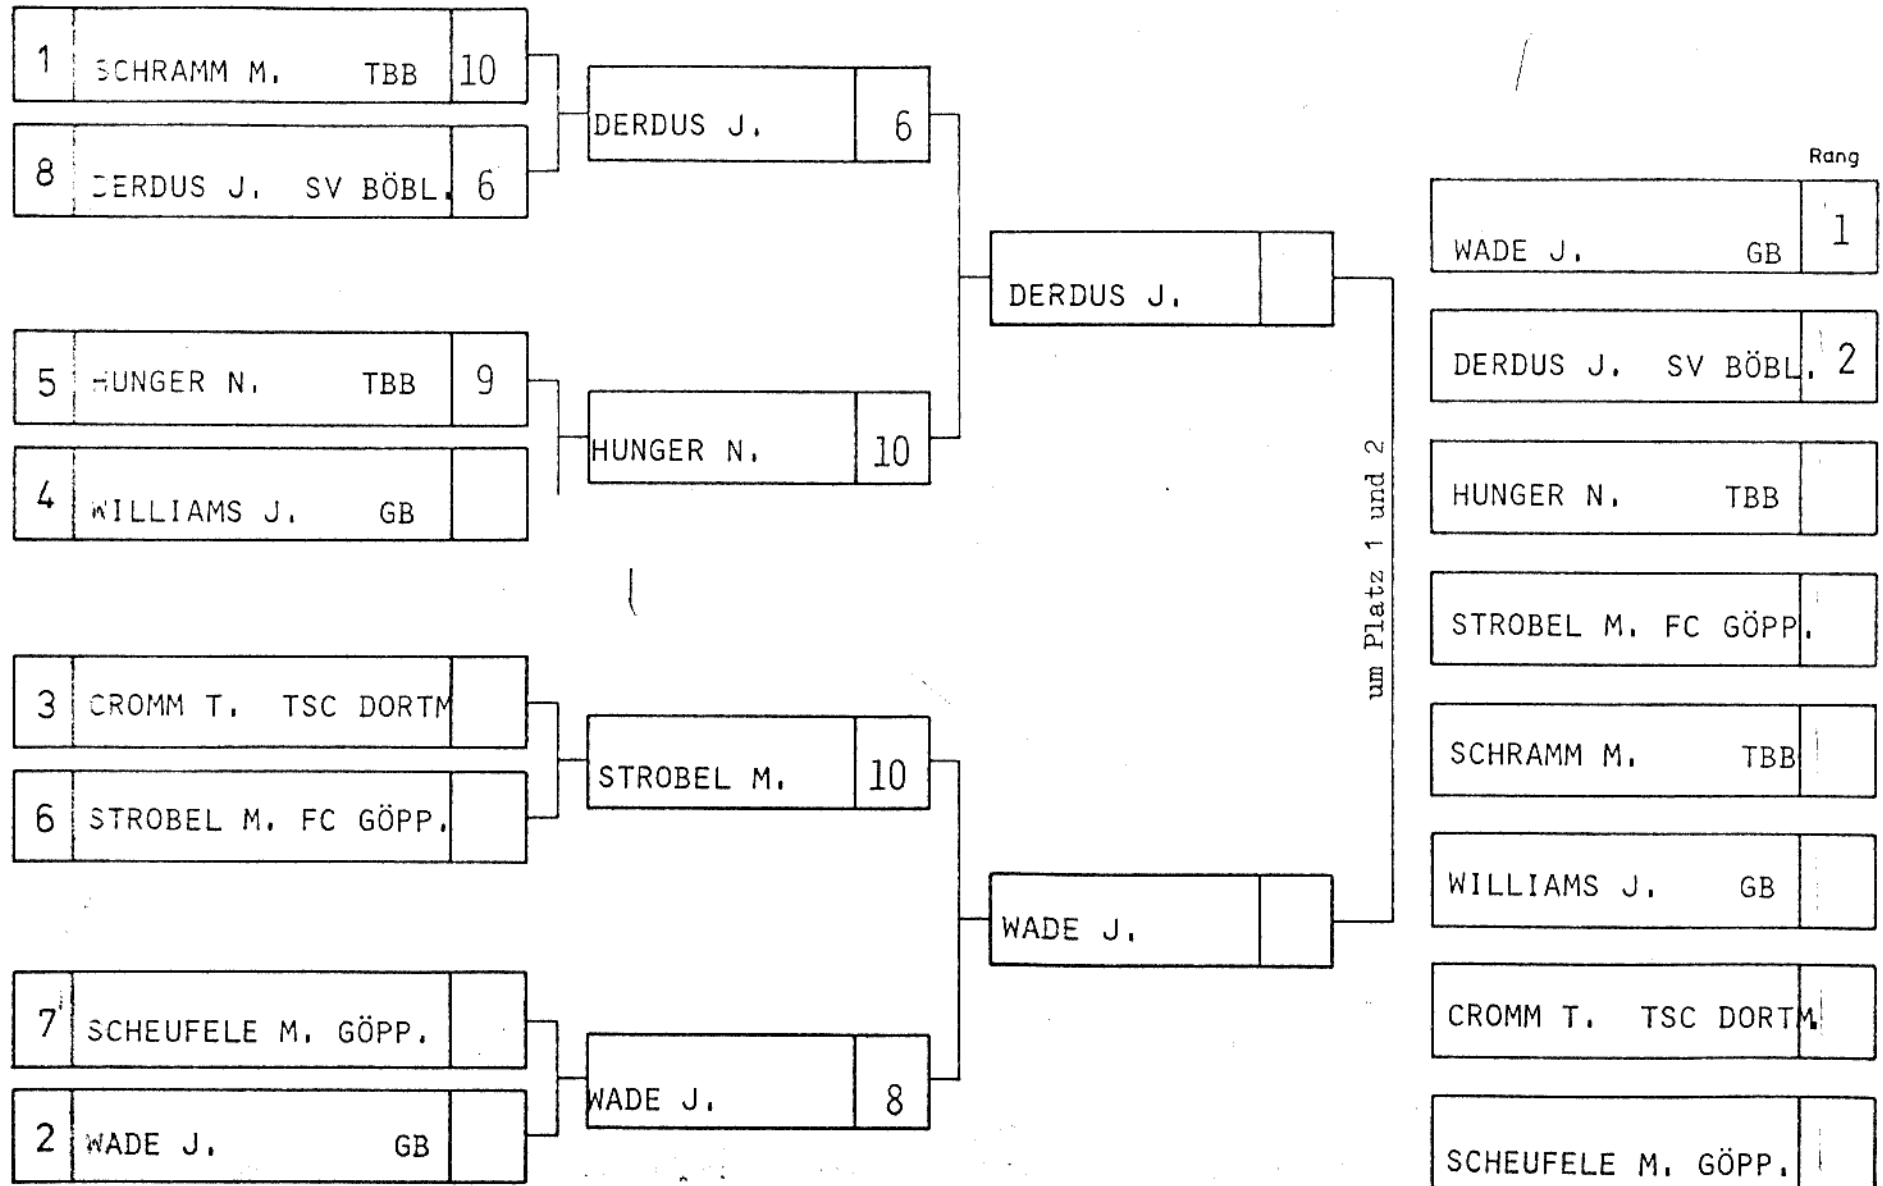 1 SCHRAMM M. TBB 10
8 DERDUS J. SV BÖBL. 6
5 HUNGER N. TBB 9
4 WILLIAMS J. GB
3 CROMM T. TSC DORTM
6 STROBEL M. FC GÖPP.
7 SCHEUFELE M. GÖPP.
2 WADE J. GB
DERDUS J. 6
HUNGER N. 10
STROBEL M. 10
WADE J. 8
DERDUS J.
WADE J.
um Platz 1 und 2
Rang
WADE J. GB 1
DERDUS J. SV BÖBL. 2
HUNGER N. TBB
STROBEL M. FC GÖPP.
SCHRAMM M. TBB
WILLIAMS J. GB
CROMM T. TSC DORTM.
SCHEUFELE M. GÖPP.